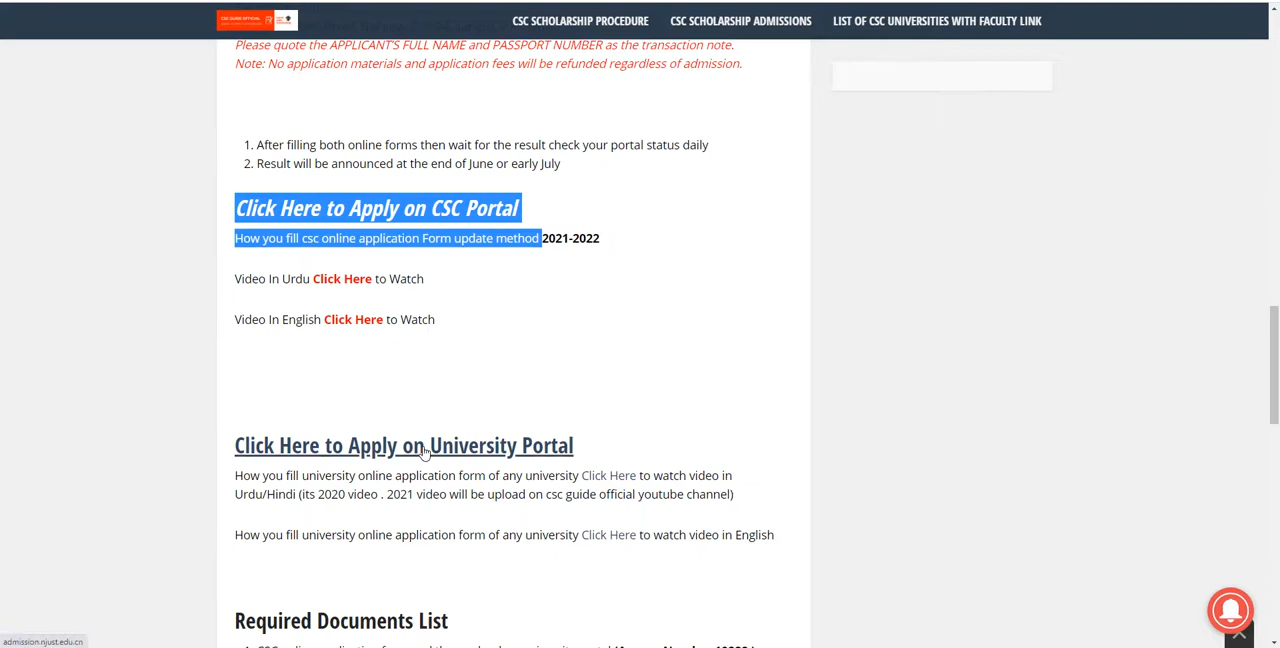 CSC GUIDE OFFICIAL
CSC SCHOLARSHIP PROCEDURE
CSC SCHOLARSHIP ADMISSIONS
LIST OF CSC UNIVERSITIES WITH FACULTY LINK
Please quote the APPLICANT'S FULL NAME and PASSPORT NUMBER as the transaction note.
Note: No application materials and application fees will be refunded regardless of admission.
1. After filling both online forms then wait for the result check your portal status daily
2. Result will be announced at the end of June or early July
Click Here to Apply on CSC Portal
How you fill csc online application Form update method 2021-2022
Video In Urdu Click Here to Watch
Video In English Click Here to Watch
Click Here to Apply on University Portal
How you fill university online application form of any university Click Here to watch video in
Urdu/Hindi (its 2020 video . 2021 video will be upload on csc guide official youtube channel)
How you fill university online application form of any university Click Here to watch video in English
Required Documents List
admission.njust.edu.cn